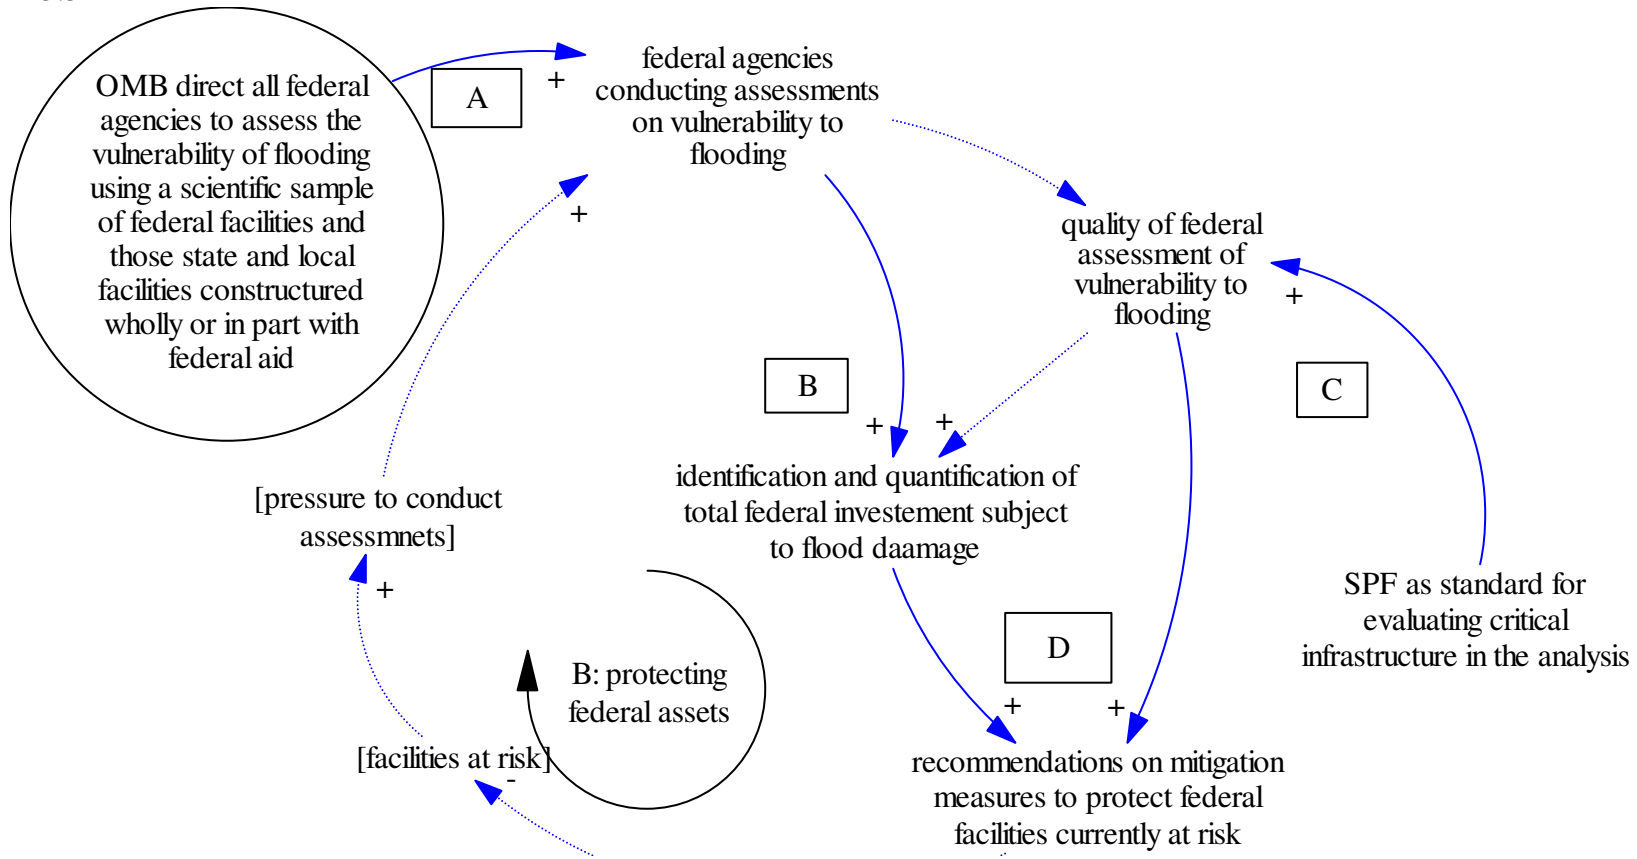 OMB direct all federal
agencies to assess the
vulnerability of flooding
using a scientific sample
of federal facilities and
those state and local
facilities constructured
wholly or in part with
federal aid
A
+
federal agencies
conducting assessments
on vulnerability to
flooding
+
quality of federal
assessment of
vulnerability to
flooding
+
B
C
+
+
identification and quantification of
total federal investement subject
to flood daamage
[pressure to conduct
assessmnets]
+
SPF as standard for
evaluating critical
infrastructure in the analysis
D
+
+
B: protecting
federal assets
[facilities at risk]
-
recommendations on mitigation
measures to protect federal
facilities currently at risk